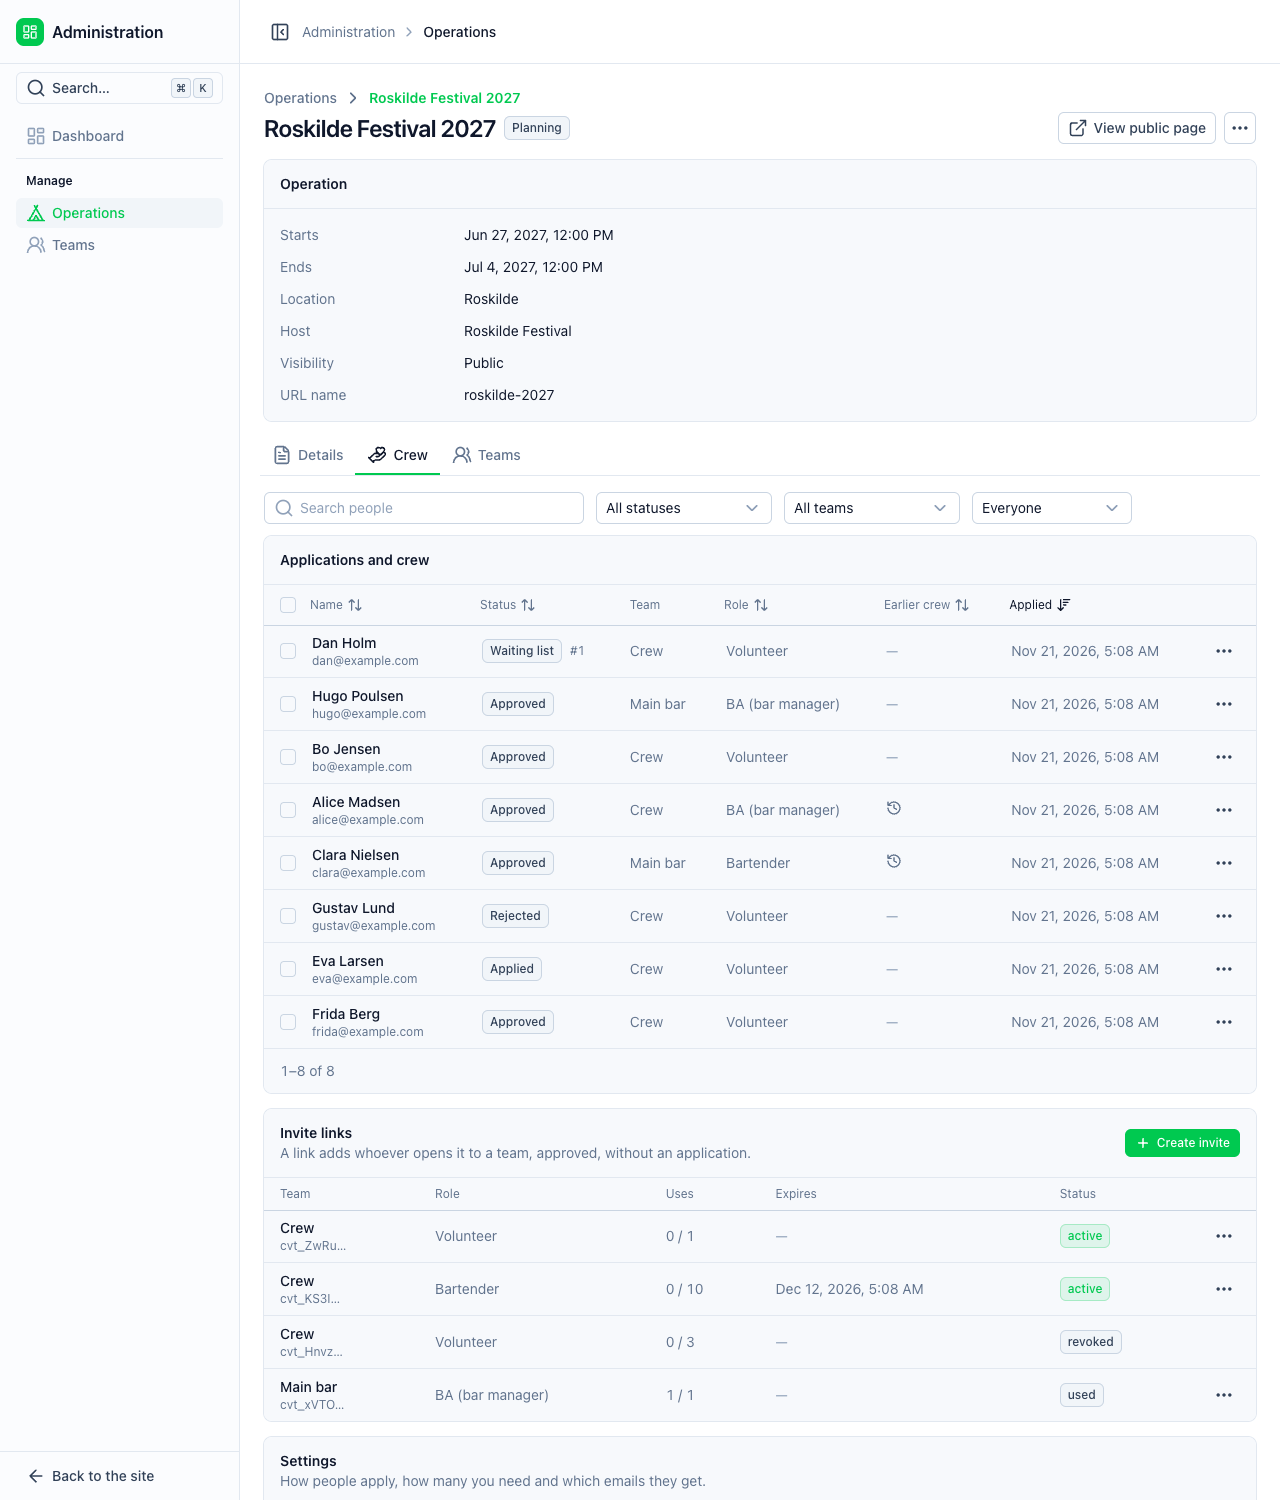 Administration
Search...
⌘ K
Dashboard
Manage
Operations
Teams
Back to the site
Administration > Operations
Operations > Roskilde Festival 2027
Roskilde Festival 2027 Planning
View public page
Operation
Starts Jun 27, 2027, 12:00 PM
Ends Jul 4, 2027, 12:00 PM
Location Roskilde
Host Roskilde Festival
Visibility Public
URL name roskilde-2027
Details Crew Teams
Search people All statuses All teams Everyone
Applications and crew
Name Status Team Role Earlier crew Applied
Dan Holm
dan@example.com
Waiting list #1 Crew Volunteer — Nov 21, 2026, 5:08 AM
Hugo Poulsen
hugo@example.com
Approved Main bar BA (bar manager) — Nov 21, 2026, 5:08 AM
Bo Jensen
bo@example.com
Approved Crew Volunteer — Nov 21, 2026, 5:08 AM
Alice Madsen
alice@example.com
Approved Crew BA (bar manager) Nov 21, 2026, 5:08 AM
Clara Nielsen
clara@example.com
Approved Main bar Bartender Nov 21, 2026, 5:08 AM
Gustav Lund
gustav@example.com
Rejected Crew Volunteer — Nov 21, 2026, 5:08 AM
Eva Larsen
eva@example.com
Applied Crew Volunteer — Nov 21, 2026, 5:08 AM
Frida Berg
frida@example.com
Approved Crew Volunteer — Nov 21, 2026, 5:08 AM
1–8 of 8
Invite links
A link adds whoever opens it to a team, approved, without an application.
Create invite
Team Role Uses Expires Status
Crew
cvt_ZwRu...
Volunteer 0 / 1 — active
Crew
cvt_KS3I...
Bartender 0 / 10 Dec 12, 2026, 5:08 AM active
Crew
cvt_Hnvz...
Volunteer 0 / 3 — revoked
Main bar
cvt_xVTO...
BA (bar manager) 1 / 1 — used
Settings
How people apply, how many you need and which emails they get.